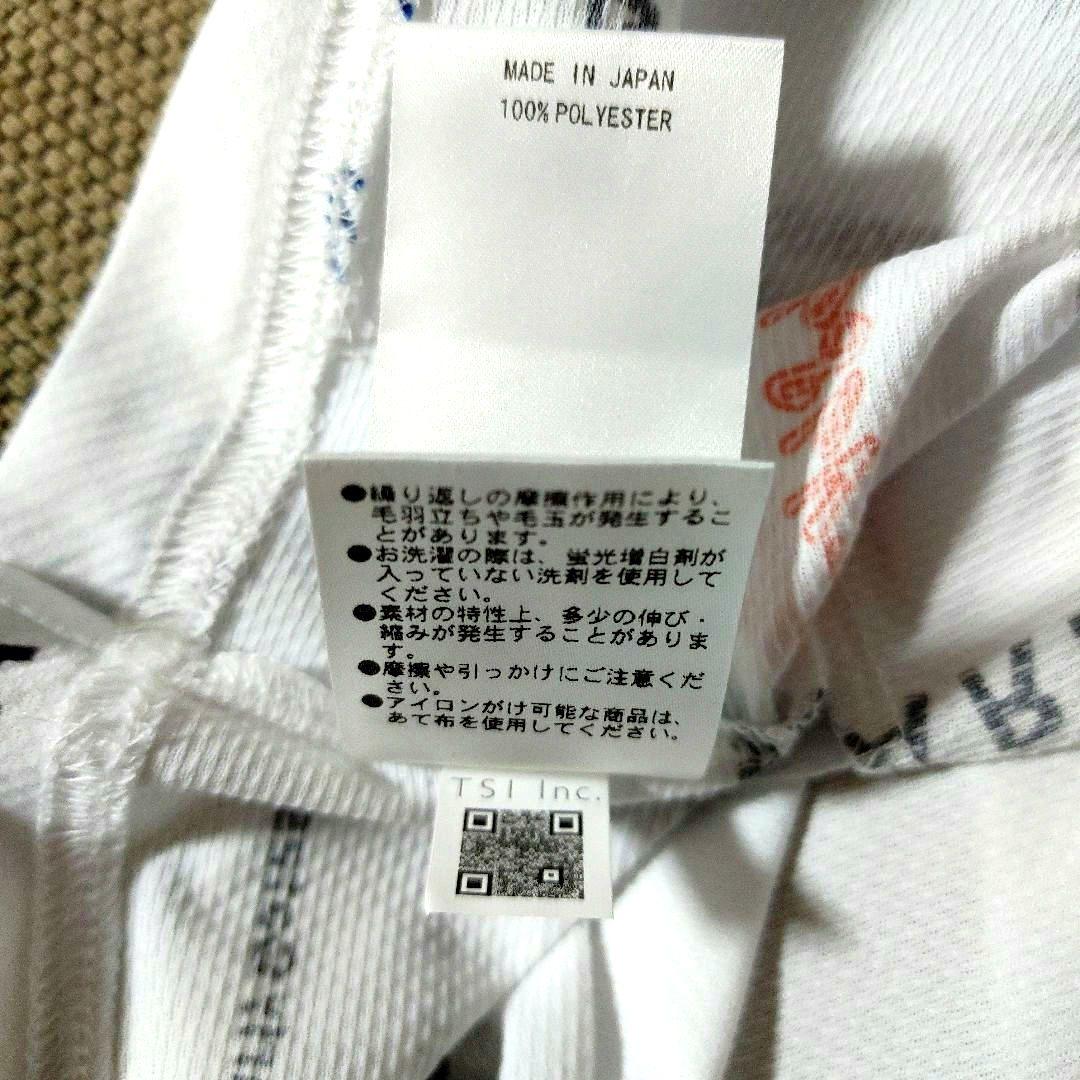 MADE IN JAPAN
100% POLYESTER
●繰り返しの摩擦作用により、
毛羽立ちや毛玉が発生するこ
とがあります。
●お洗濯の際は、蛍光増白剤が
入っていない洗剤を使用して
ください。
●素材の特性上、多少の伸び・
縮みが発生することがありま
す。
●摩擦や引っかけにご注意くだ
さい。
●アイロンがけ可能な商品は、
あて布を使用してください。
TSI Inc.